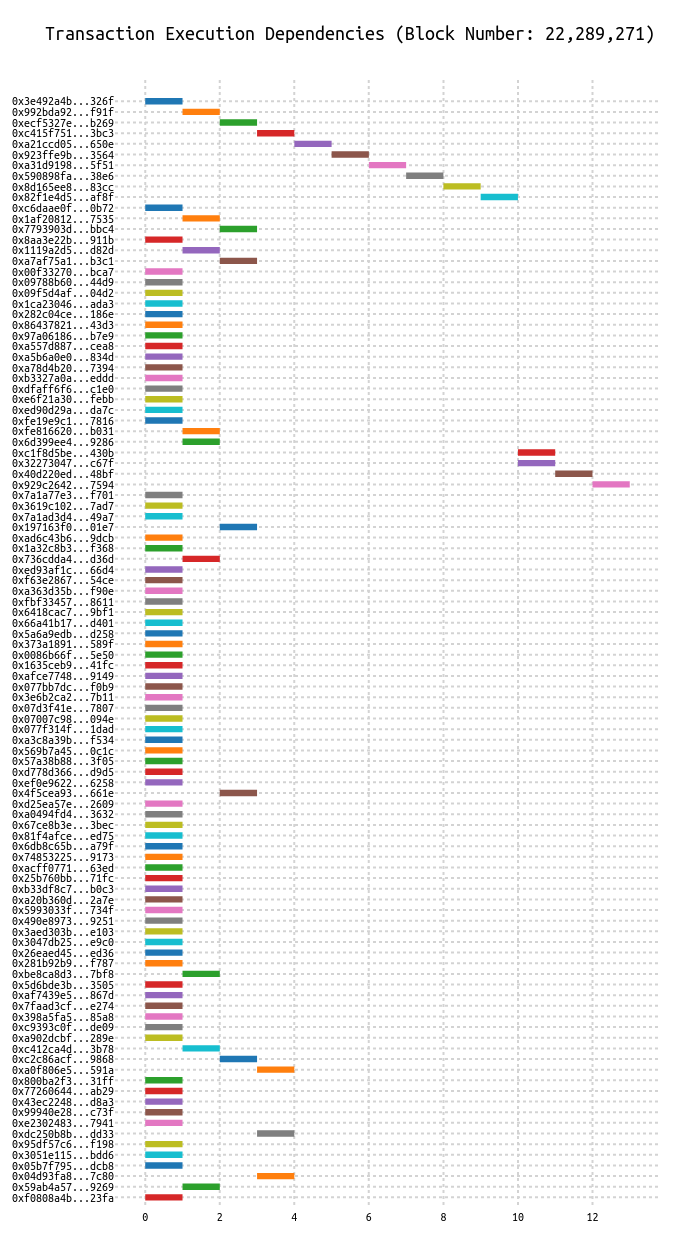 Transaction Execution Dependencies (Block Number: 22,289,271)
0x3e492a4b...326f
0x992bda92...f91f
0xecf5327e...b269
0xc415f751...3bc3
0xa21ccd05...650e
0x923ffe9b...3564
0xa31d9198...5f51
0x590898fa...38e6
0x8d165ee8...83cc
0x82f1e4d5...af8f
0xc6daae0f...0b72
0x1af20812...7535
0x7793903d...bbc4
0x8aa3e22b...911b
0x1119a2d5...d82d
0xa7af75a1...b3c1
0x00f33270...bca7
0x09788b60...44d9
0x09f5d4af...04d2
0x1ca23046...ada3
0x282c04ce...186e
0x86437821...43d3
0x97a06186...b7e9
0xa557d887...cea8
0xa5b6a0e0...834d
0xa78d4b20...7394
0xb3327a0a...eddd
0xdfaff6f6...c1e0
0xe6f21a30...febb
0xed90d29a...da7c
0xfe19e9c1...7816
0xfe816620...b031
0x6d399ee4...9286
0xc1f8d5be...430b
0x32273047...c67f
0x40d220ed...48bf
0x929c2642...7594
0x7a1a77e3...f701
0x3619c102...7ad7
0x7a1ad3d4...49a7
0x197163f0...01e7
0xad6c43b6...9dcb
0x1a32c8b3...f368
0x736cdda4...d36d
0xed93af1c...66d4
0xf63e2867...54ce
0xa363d35b...f90e
0xfbf33457...8611
0x6418cac7...9bf1
0x66a41b17...d401
0x5a6a9edb...d258
0x373a1891...589f
0x0086b66f...5e50
0x1635ceb9...41fc
0xafce7748...9149
0x077bb7dc...f0b9
0x3e6b2ca2...7b11
0x07d3f41e...7807
0x07007c98...094e
0x077f314f...1dad
0xa3c8a39b...f534
0x569b7a45...0c1c
0x57a38b88...3f05
0xd778d366...d9d5
0xef0e9622...6258
0x4f5cea93...661e
0xd25ea57e...2609
0xa0494fd4...3632
0x67ce8b3e...3bec
0x81f4afce...ed75
0x6db8c65b...a79f
0x74853225...9173
0xacff0771...63ed
0x25b760bb...71fc
0xb33df8c7...b0c3
0xa20b360d...2a7e
0x5993033f...734f
0x490e8973...9251
0x3aed303b...e103
0x3047db25...e9c0
0x26eaed45...ed36
0x281b92b9...f787
0xbe8ca8d3...7bf8
0x5d6bde3b...3505
0xaf7439e5...867d
0x7faad3cf...e274
0x398a5fa5...85a8
0xc9393c0f...de09
0xa902dcbf...289e
0xc412ca4d...3b78
0xc2c86acf...9868
0xa0f806e5...591a
0x800ba2f3...31ff
0x77260644...ab29
0x43ec2248...d8a3
0x99940e28...c73f
0xe2302483...7941
0xdc250b8b...dd33
0x95df57c6...f198
0x3051e115...bdd6
0x05b7f795...dcb8
0x04d93fa8...7c80
0x59ab4a57...9269
0xf0808a4b...23fa
0 2 4 6 8 10 12